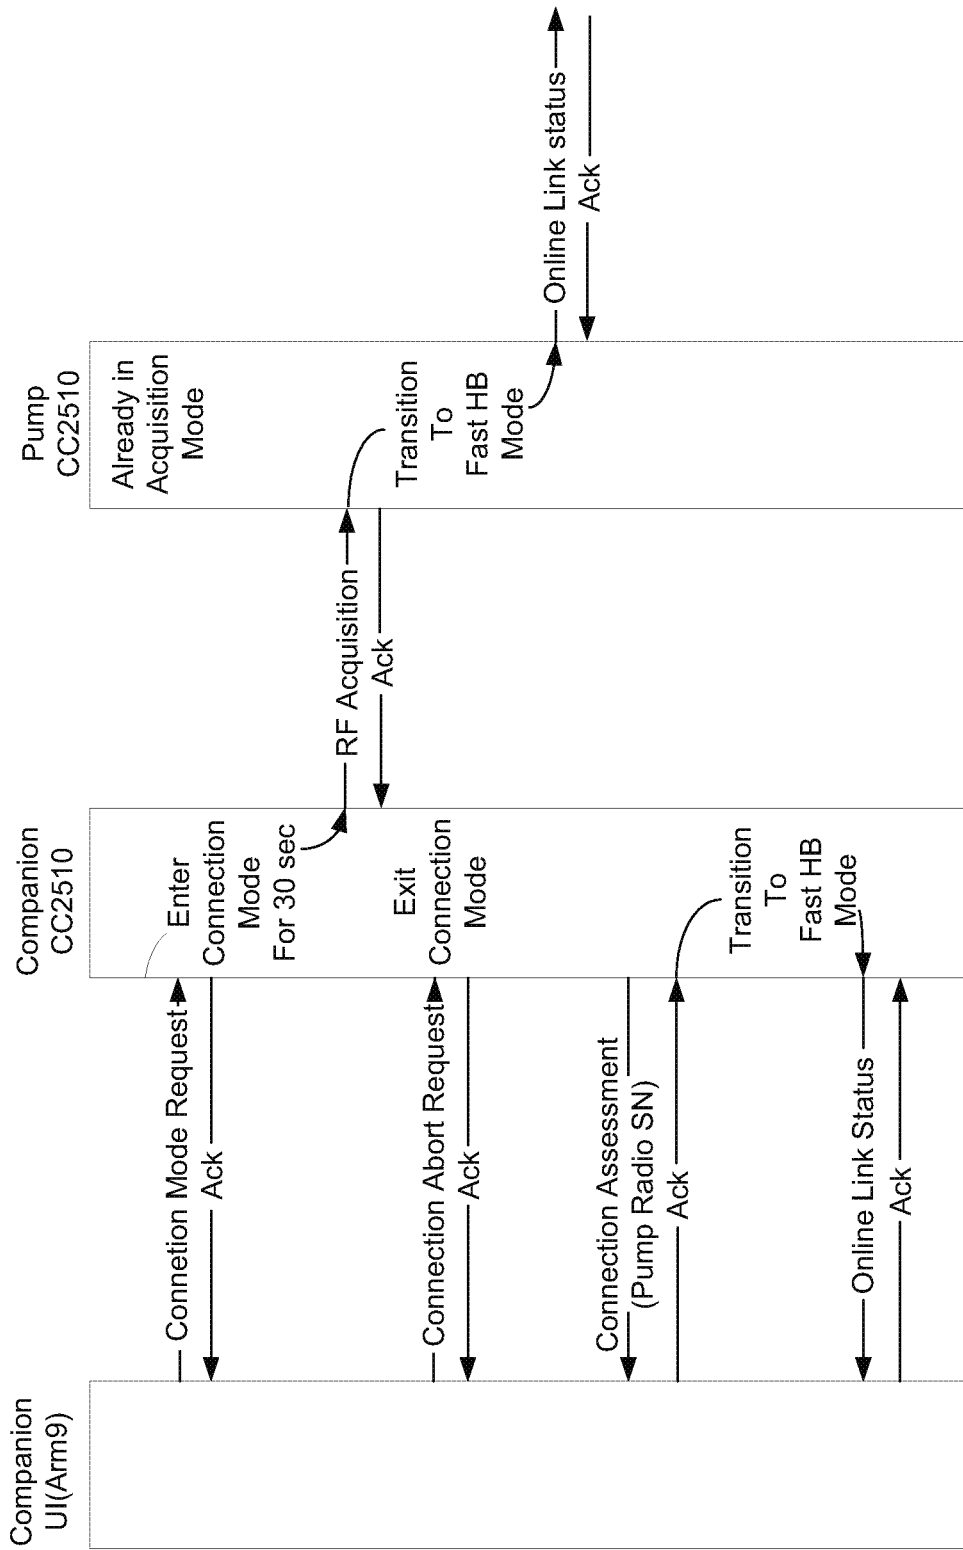 Companion
UI(Arm9)
Companion
CC2510
Pump
CC2510
Connetion Mode Request
Ack
Enter
Connection
Mode
For 30 sec
RF Acquisition
Ack
Already in
Acquisition
Mode
Transition
To
Fast HB
Mode
Online Link status
Ack
Connection Abort Request
Ack
Exit
Connection
Mode
Connection Assessment
(Pump Radio SN)
Ack
Transition
To
Fast HB
Mode
Online Link Status
Ack